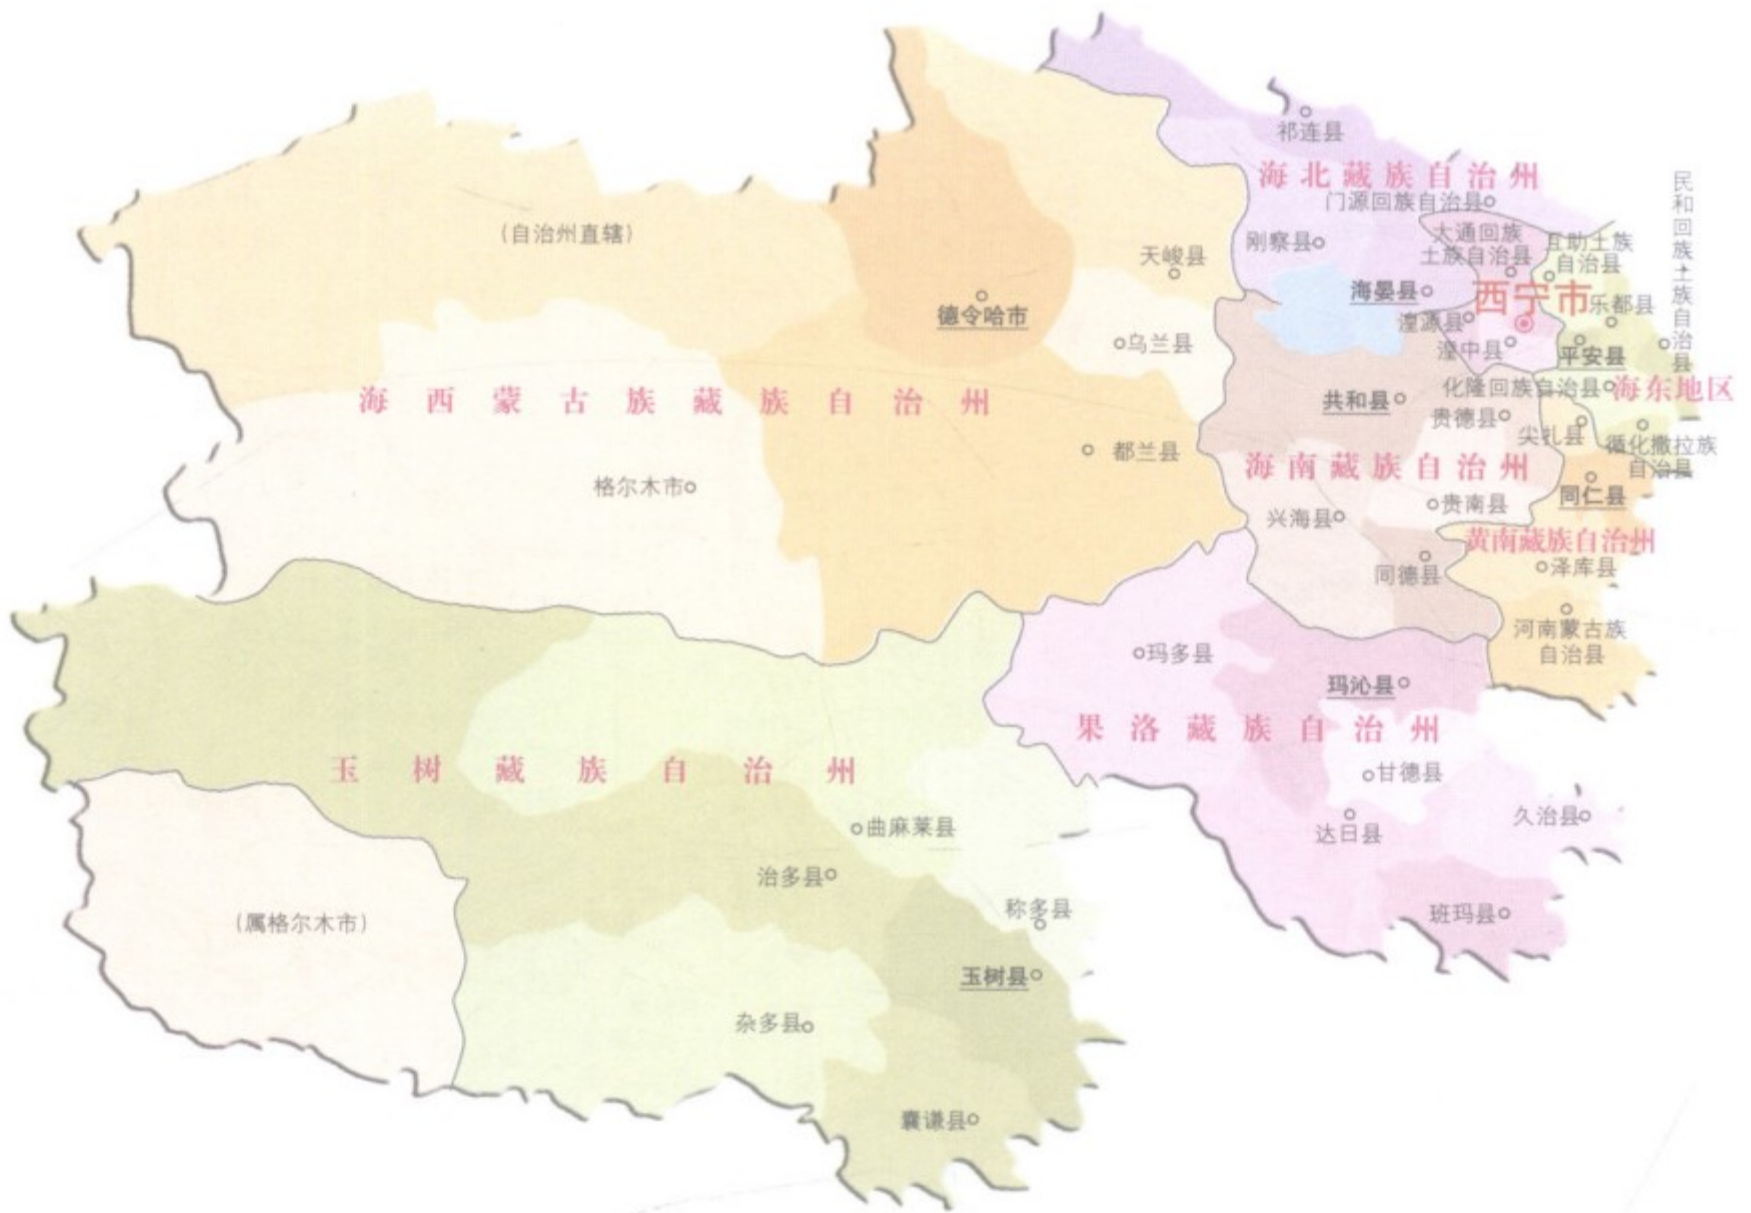 祁连县
海北藏族自治州
门源回族自治县
民和回族土族自治县
(自治州直辖)
天峻县
刚察县
大通回族
土族自治县
互助土族
自治县
海晏县
西宁市
乐都县
德令哈市
湟源县
乌兰县
湟中县
平安县
化隆回族自治县
海东地区
海西蒙古族藏族自治州
共和县
贵德县
尖扎县
循化撒拉族
自治县
都兰县
海南藏族自治州
格尔木市
同仁县
贵南县
兴海县
黄南藏族自治州
同德县
泽库县
河南蒙古族
自治县
玛多县
玛沁县
果洛藏族自治州
玉树藏族自治州
甘德县
久治县
曲麻莱县
达日县
治多县
称多县
班玛县
(属格尔木市)
玉树县
杂多县
襄谦县